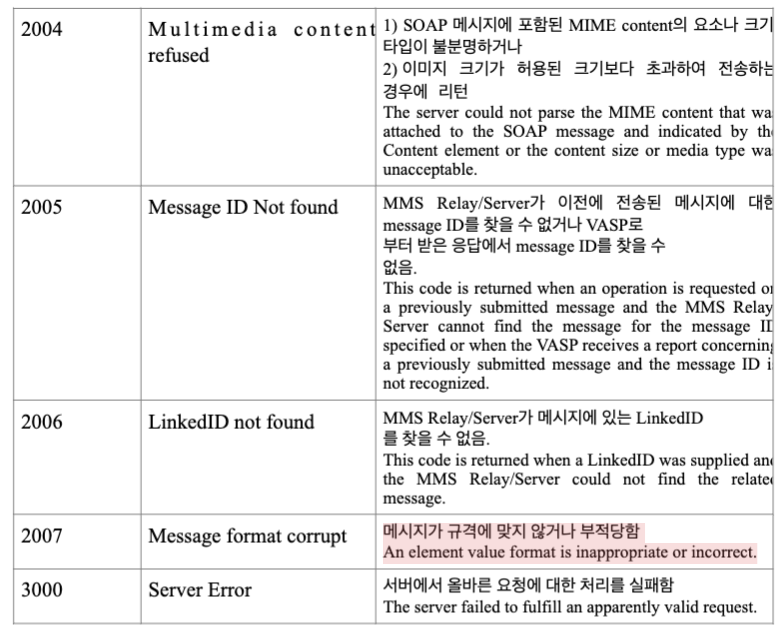 2004
Multimedia content
refused
1) SOAP 메시지에 포함된 MIME content의 요소나 크기
타입이 불분명하거나
2) 이미지 크기가 허용된 크기보다 초과하여 전송하는
경우에 리턴
The server could not parse the MIME content that wa
attached to the SOAP message and indicated by the
Content element or the content size or media type wa
unacceptable.
2005
Message ID Not found
MMS Relay/Server가 이전에 전송된 메시지에 대한
message ID를 찾을 수 없거나 VASP로
부터 받은 응답에서 message ID를 찾을 수
없음.
This code is returned when an operation is requested on
a previously submitted message and the MMS Relay
Server cannot find the message for the message ID
specified or when the VASP receives a report concerning
a previously submitted message and the message ID i
not recognized.
2006
LinkedID not found
MMS Relay/Server가 메시지에 있는 LinkedID
를 찾을 수 없음.
This code is returned when a LinkedID was supplied and
the MMS Relay/Server could not find the related
message.
2007
Message format corrupt
메시지가 규격에 맞지 않거나 부적당함
An element value format is inappropriate or incorrect.
3000
Server Error
서버에서 올바른 요청에 대한 처리를 실패함
The server failed to fulfill an apparently valid request.